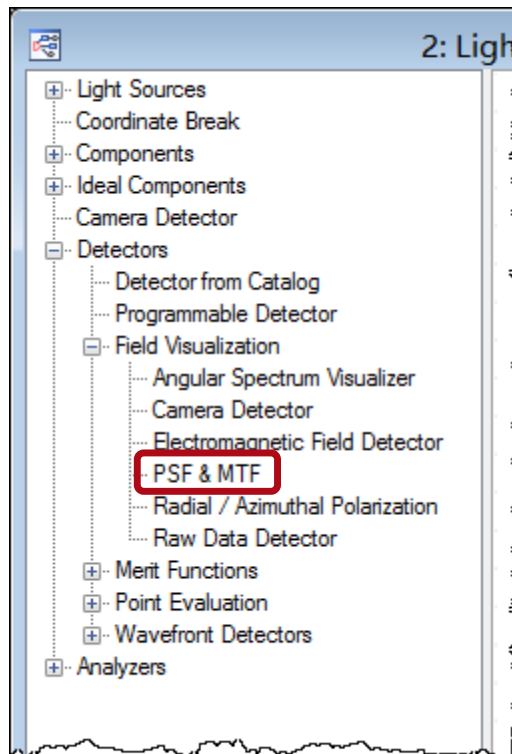 2: Ligh
Light Sources
Coordinate Break
Components
Ideal Components
Camera Detector
Detectors
Detector from Catalog
Programmable Detector
Field Visualization
Angular Spectrum Visualizer
Camera Detector
Electromagnetic Field Detector
PSF & MTF
Radial / Azimuthal Polarization
Raw Data Detector
Merit Functions
Point Evaluation
Wavefront Detectors
Analyzers